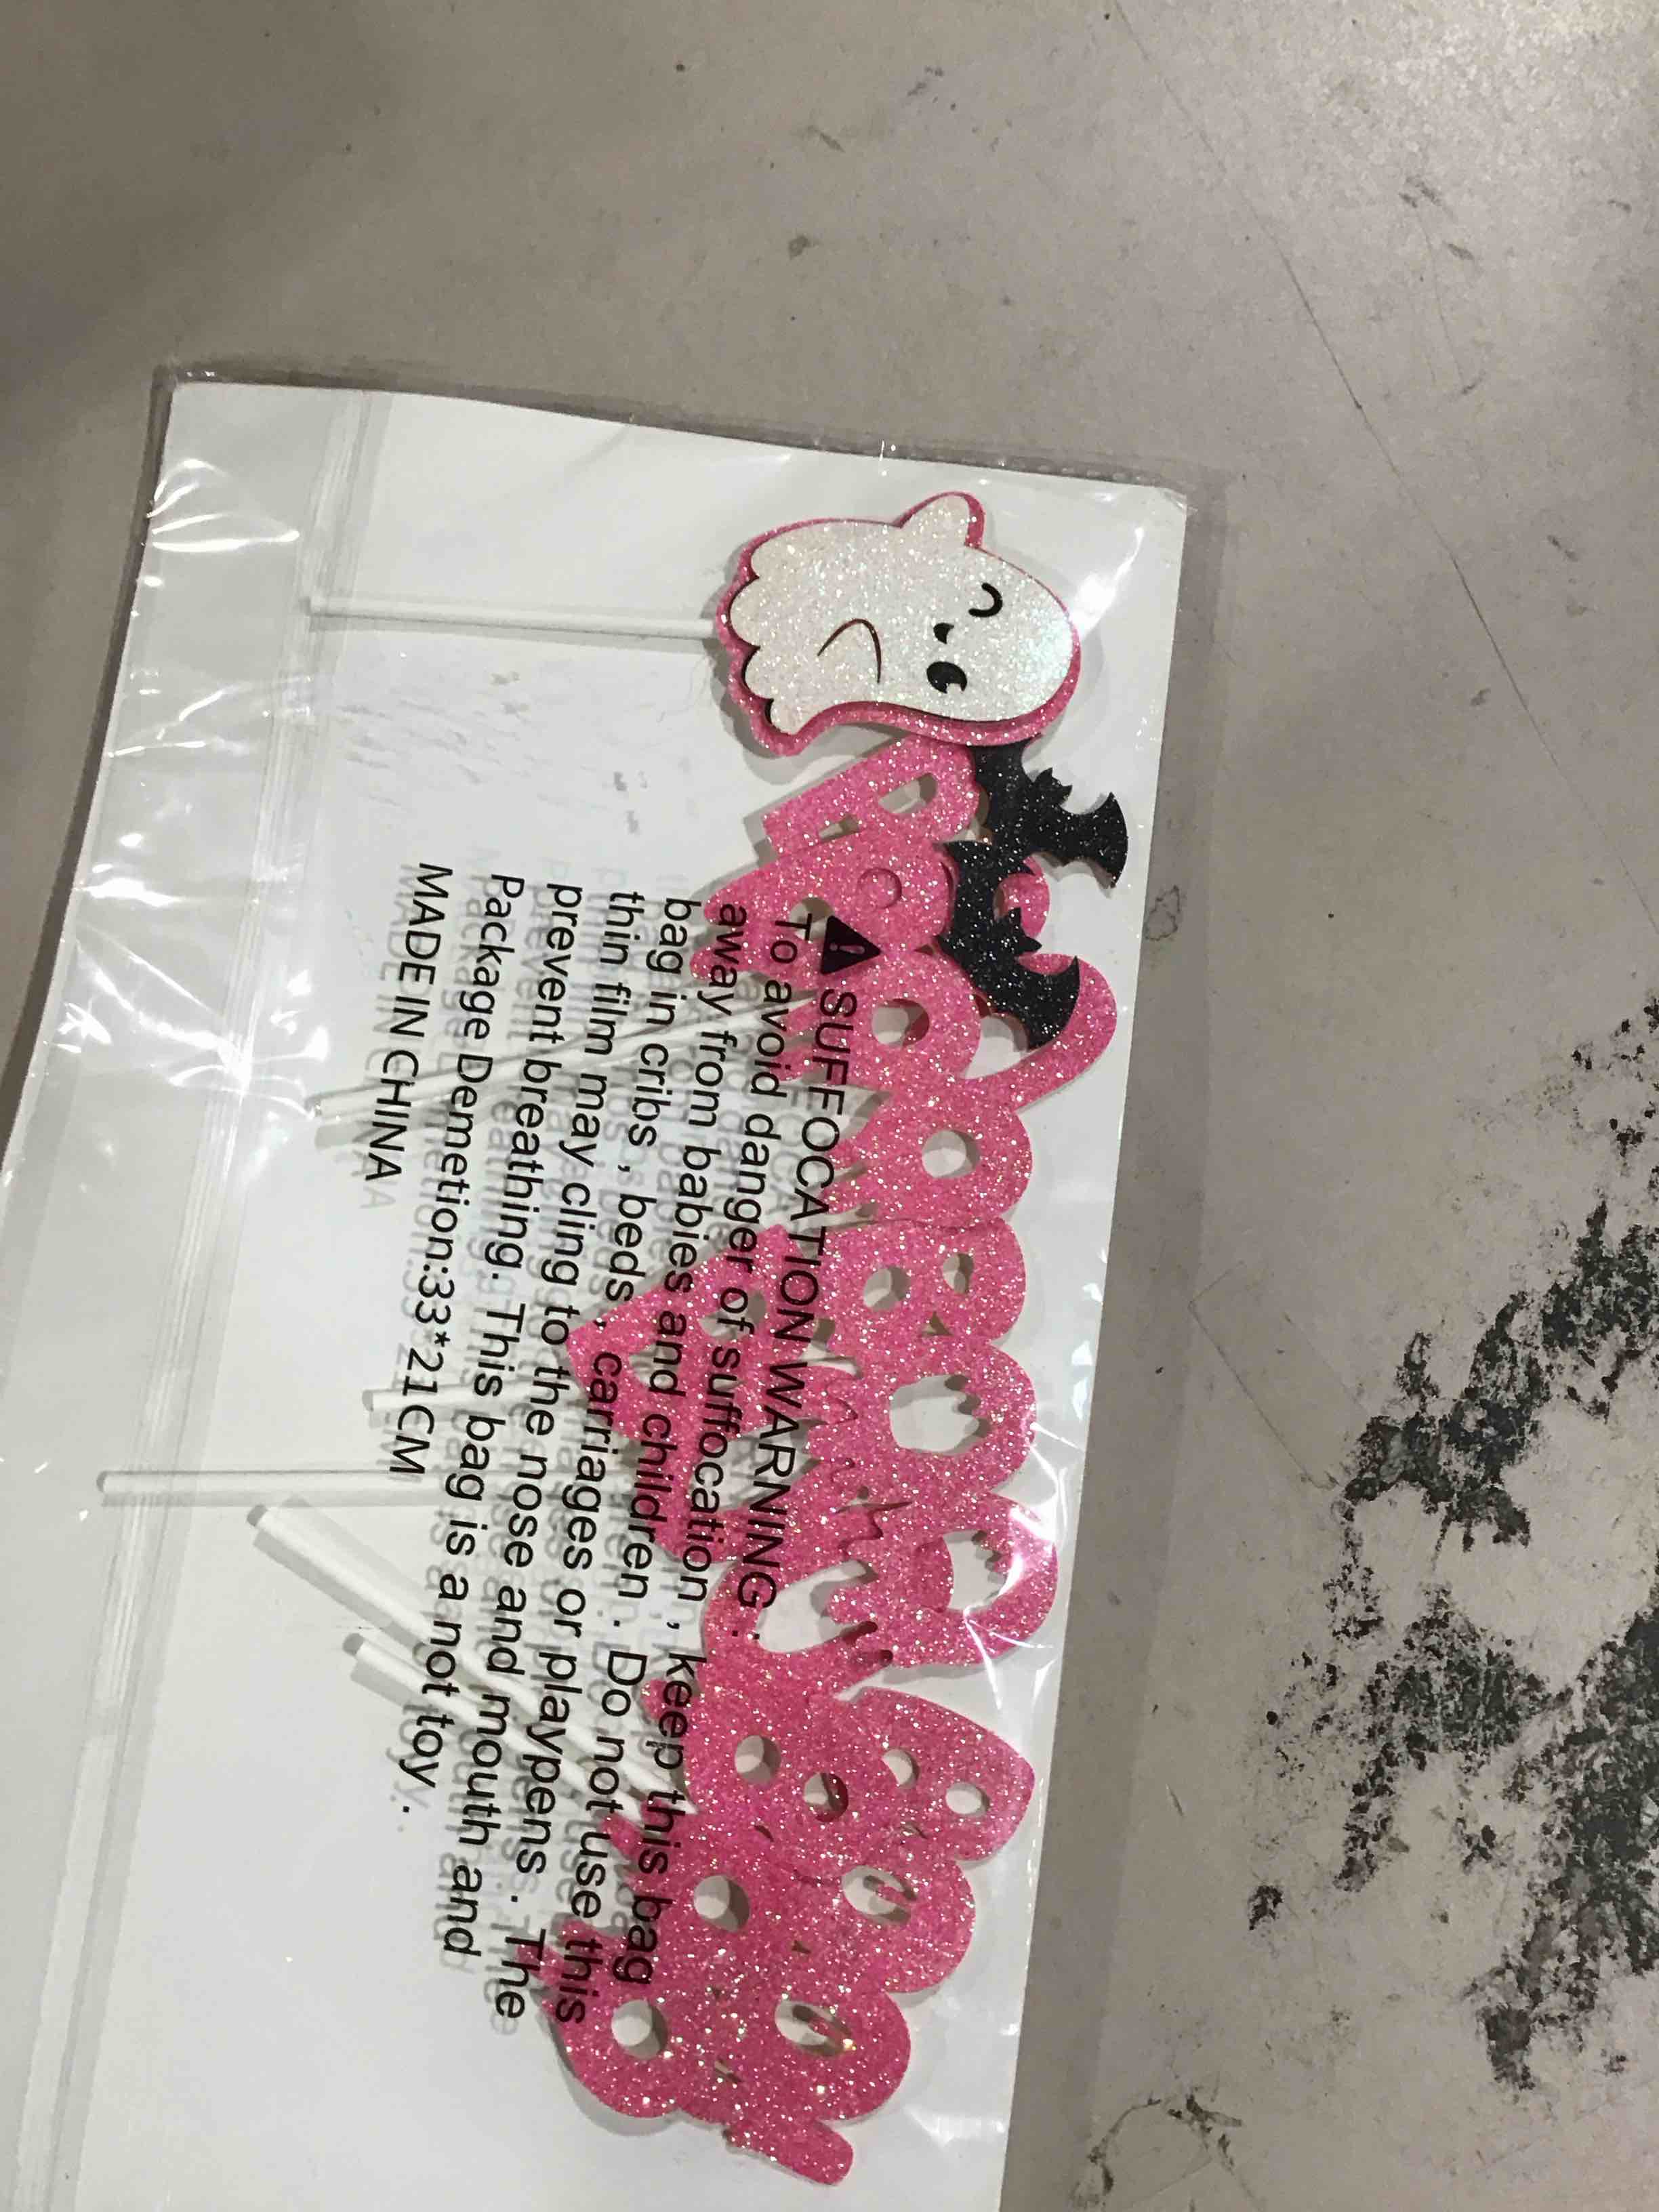 SUFFOCATION WARNING :
To avoid danger of suffocation , keep this bag
away from babies and children . Do not use this
bag in cribs , beds , carriages or playpens . The
thin film may cling to the nose and mouth and
prevent breathing. This bag is a not toy .
Package Demetion:33*21CM
MADE IN CHINA